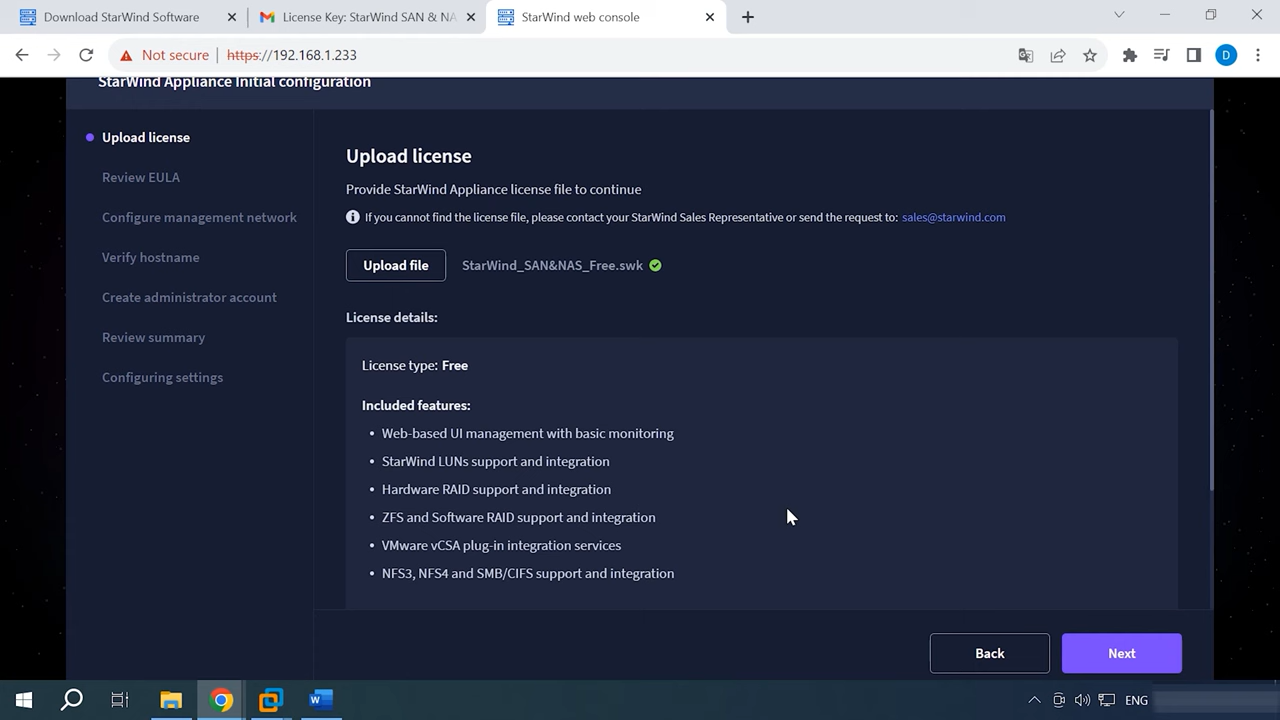 Download StarWind Software
License Key: StarWind SAN & NA
StarWind web console
Not secure
https://192.168.1.233
D
StarWind Appliance Initial configuration
Upload license
Review EULA
Configure management network
Verify hostname
Create administrator account
Review summary
Configuring settings
Upload license
Provide StarWind Appliance license file to continue
If you cannot find the license file, please contact your StarWind Sales Representative or send the request to: sales@starwind.com
Upload file
StarWind_SAN&NAS_Free.swk
License details:
License type: Free
Included features:
• Web-based UI management with basic monitoring
• StarWind LUNs support and integration
• Hardware RAID support and integration
• ZFS and Software RAID support and integration
• VMware vCSA plug-in integration services
• NFS3, NFS4 and SMB/CIFS support and integration
Back
Next
ENG